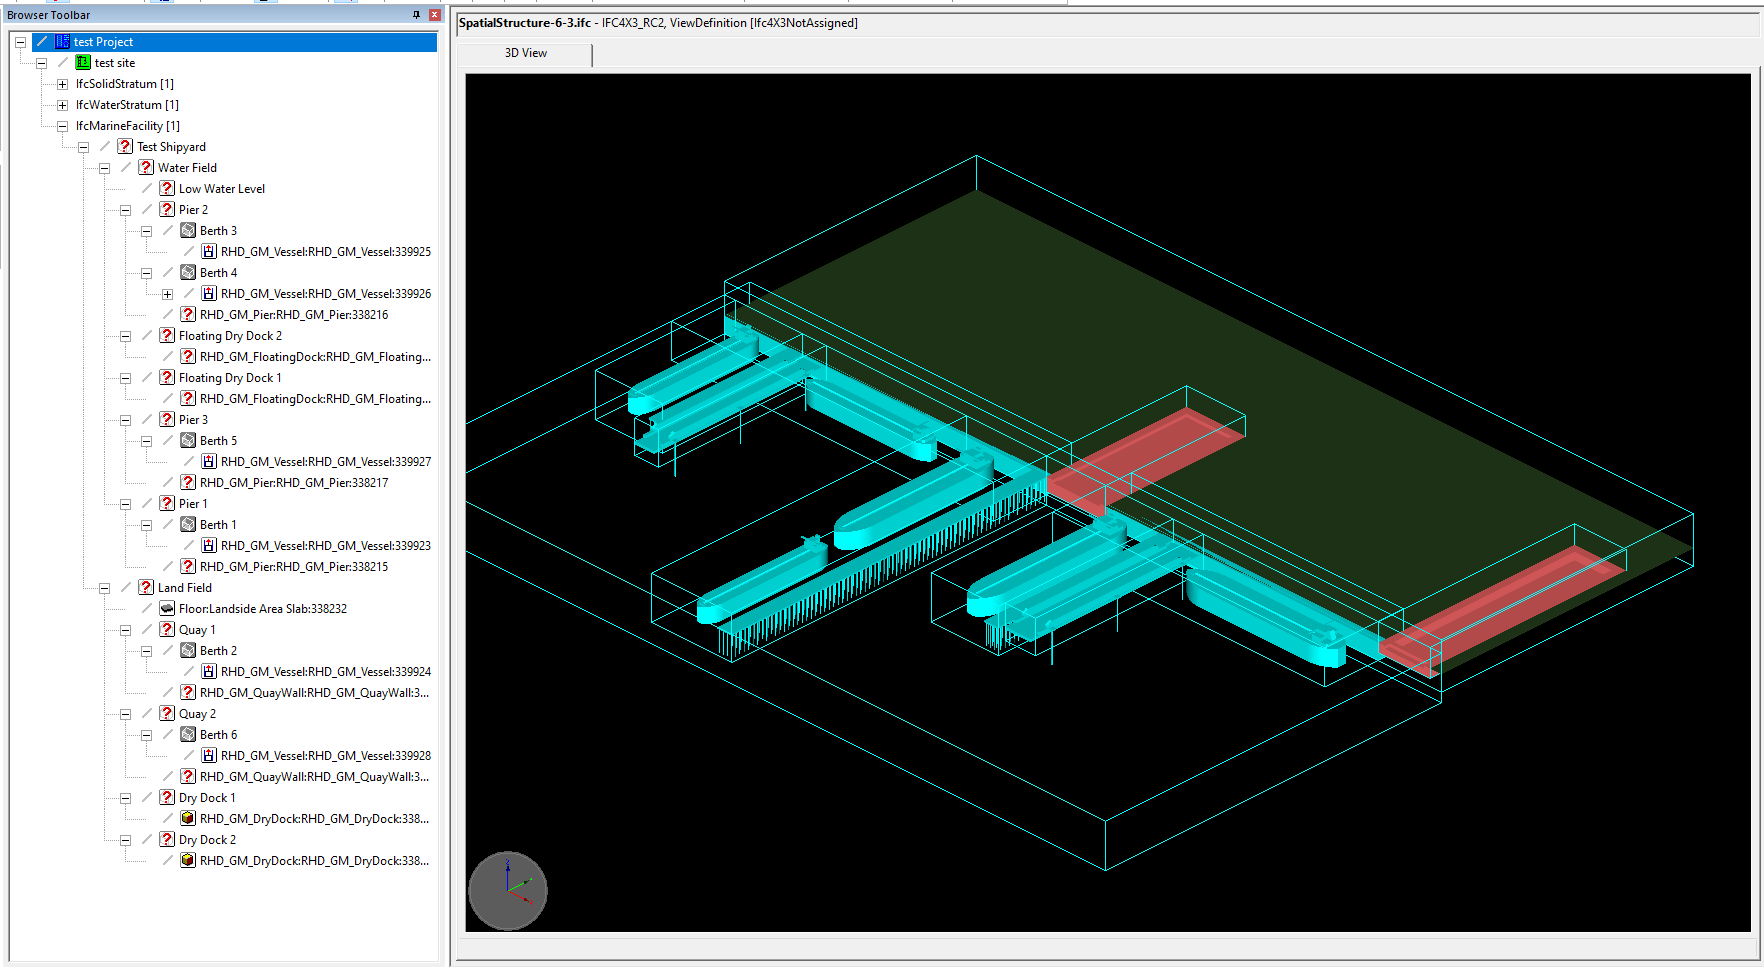 Browser Toolbar
test Project
test site
IfcSolidStratum [1]
IfcWaterStratum [1]
IfcMarineFacility [1]
Test Shipyard
Water Field
Low Water Level
Pier 2
Berth 3
RHD_GM_Vessel:RHD_GM_Vessel:339925
Berth 4
RHD_GM_Vessel:RHD_GM_Vessel:339926
RHD_GM_Pier:RHD_GM_Pier:338216
Floating Dry Dock 2
RHD_GM_FloatingDock:RHD_GM_Floating...
Floating Dry Dock 1
RHD_GM_FloatingDock:RHD_GM_Floating...
Pier 3
Berth 5
RHD_GM_Vessel:RHD_GM_Vessel:339927
RHD_GM_Pier:RHD_GM_Pier:338217
Pier 1
Berth 1
RHD_GM_Vessel:RHD_GM_Vessel:339923
RHD_GM_Pier:RHD_GM_Pier:338215
Land Field
Floor:Landside Area Slab:338232
Quay 1
Berth 2
RHD_GM_Vessel:RHD_GM_Vessel:339924
RHD_GM_QuayWall:RHD_GM_QuayWall:3...
Quay 2
Berth 6
RHD_GM_Vessel:RHD_GM_Vessel:339928
RHD_GM_QuayWall:RHD_GM_QuayWall:3...
Dry Dock 1
RHD_GM_DryDock:RHD_GM_DryDock:338...
Dry Dock 2
RHD_GM_DryDock:RHD_GM_DryDock:338...
SpatialStructure-6-3.ifc - IFC4X3_RC2, ViewDefinition [Ifc4X3NotAssigned]
3D View